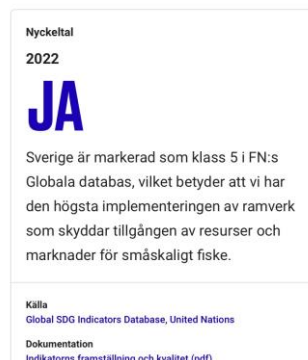 Nyckeltal
2022
JA
Sverige är markerad som klass 5 i FN:s
Globala databas, vilket betyder att vi har
den högsta implementeringen av ramverk
som skyddar tillgången av resurser och
marknader för småskaligt fiske.
Källa
Global SDG Indicators Database, United Nations
Dokumentation
Indikatorns framställning och kvalitet (pdf)